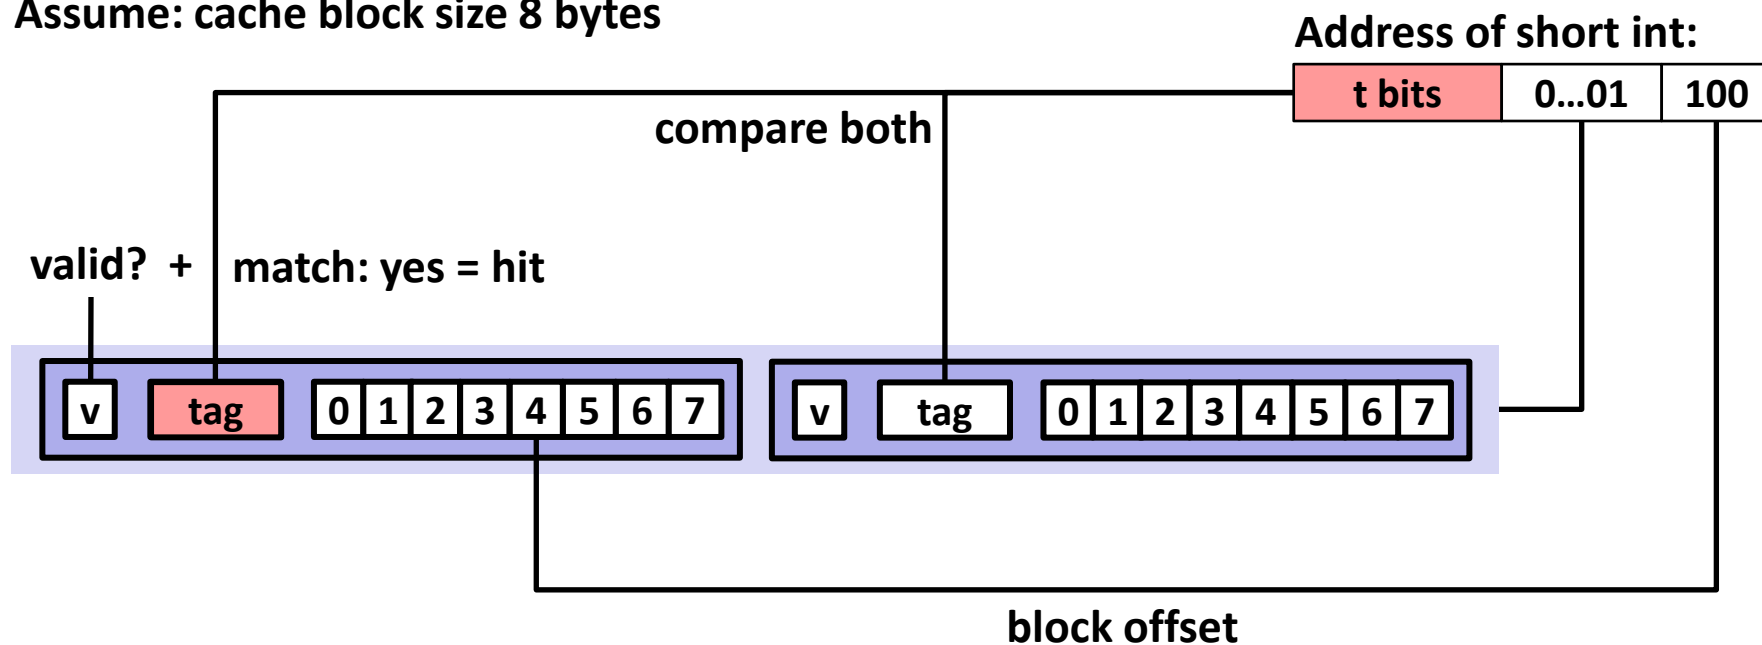 Assume: cache block size 8 bytes
Address of short int:
t bits 0...01 100
compare both
valid? + match: yes = hit
v tag 0 1 2 3 4 5 6 7 v tag 0 1 2 3 4 5 6 7
block offset